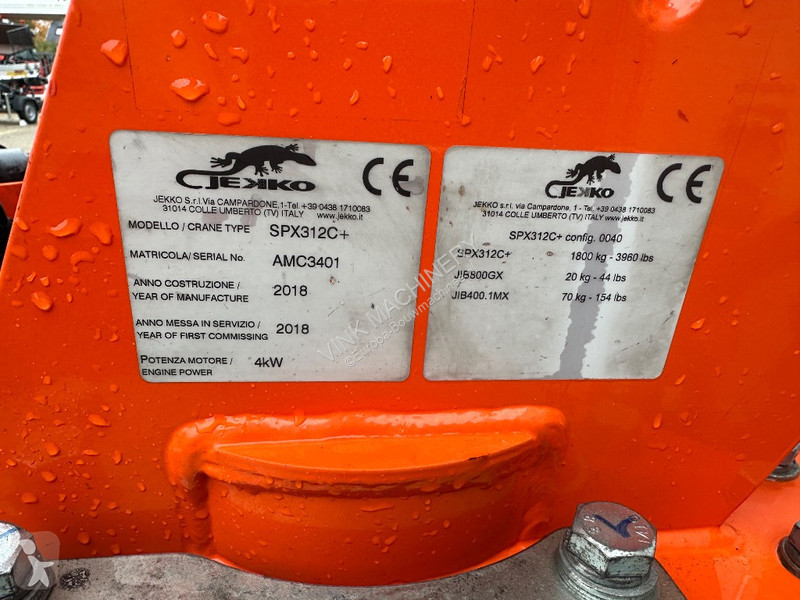 JEKKO
CE
JEKKO s.r.l. Via CAMPARDONE,1-Tel. +39 0438 1710083
31014 COLLE UMBERTO (TV) ITALY www.jekko.it
MODELLO / CRANE TYPE SPX312C+
MATRICOLA/ SERIAL No. AMC3401
ANNO COSTRUZIONE /
YEAR OF MANUFACTURE 2018
ANNO MESSA IN SERVIZIO /
YEAR OF FIRST COMMISSING 2018
POTENZA MOTORE /
ENGINE POWER 4kW
JEKKO
CE
JEKKO s.r.l. via Campardone, 1 - Tel. +39 0438 1710083
31014 COLLE UMBERTO (TV) ITALY www.jekko.it
SPX312C+ config. 0040
SPX312C+ 1800 kg - 3960 lbs
JIB800GX 20 kg - 44 lbs
JIB400.1MX 70 kg - 154 lbs